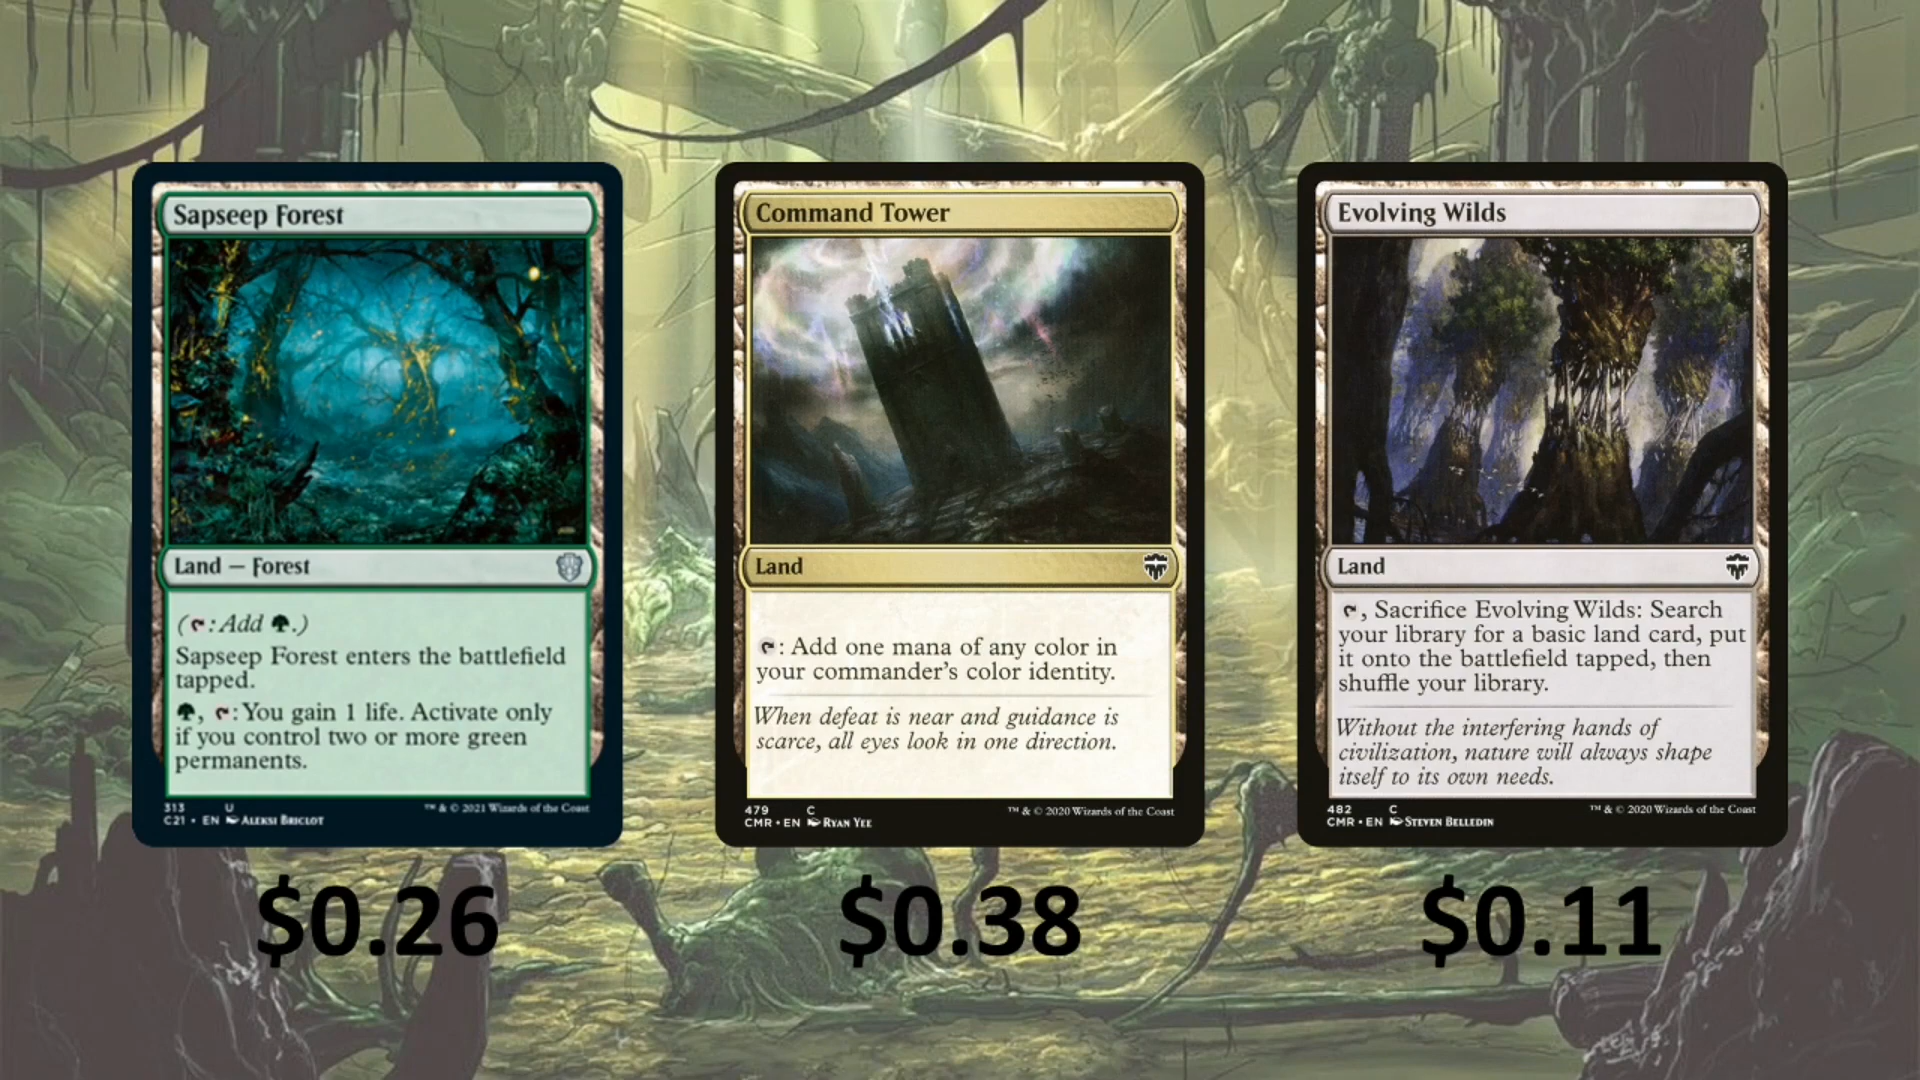 Sapseep Forest
Land — Forest
( : Add .)
Sapseep Forest enters the battlefield
tapped.
, : You gain 1 life. Activate only
if you control two or more green
permanents.
313 U
C21 • EN ALEKSI BRICLOT
™ & © 2021 Wizards of the Coast
$0.26
Command Tower
Land
: Add one mana of any color in
your commander's color identity.
When defeat is near and guidance is
scarce, all eyes look in one direction.
479 C
CMR • EN RYAN YEE
™ & © 2020 Wizards of the Coast
$0.38
Evolving Wilds
Land
, Sacrifice Evolving Wilds: Search
your library for a basic land card, put
it onto the battlefield tapped, then
shuffle your library.
Without the interfering hands of
civilization, nature will always shape
itself to its own needs.
482 C
CMR • EN STEVEN BELLEDIN
™ & © 2020 Wizards of the Coast
$0.11